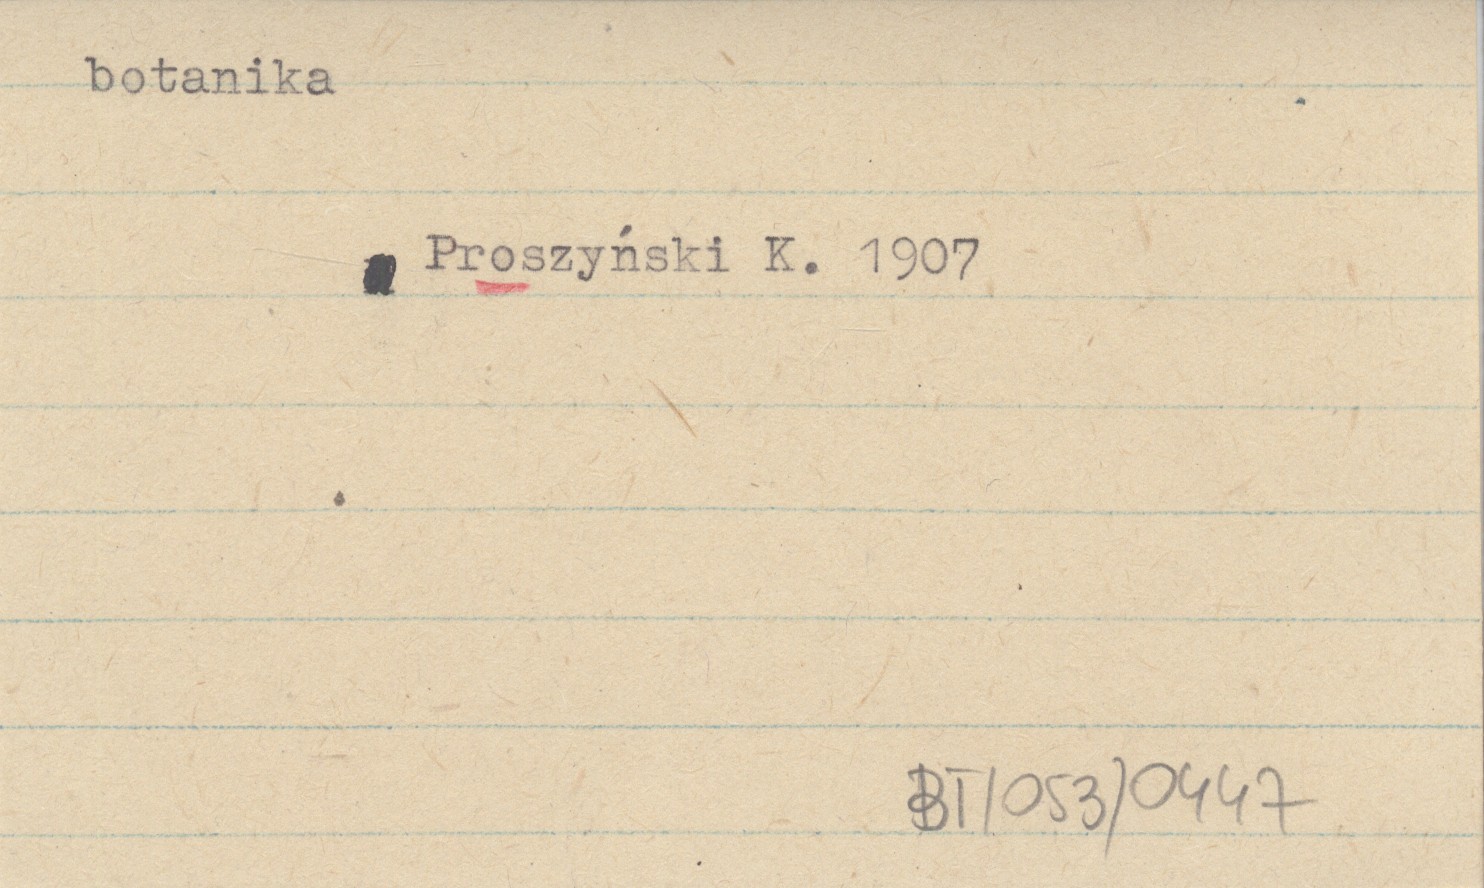 botanika
Proszyński K. 1907
BT/053/0447